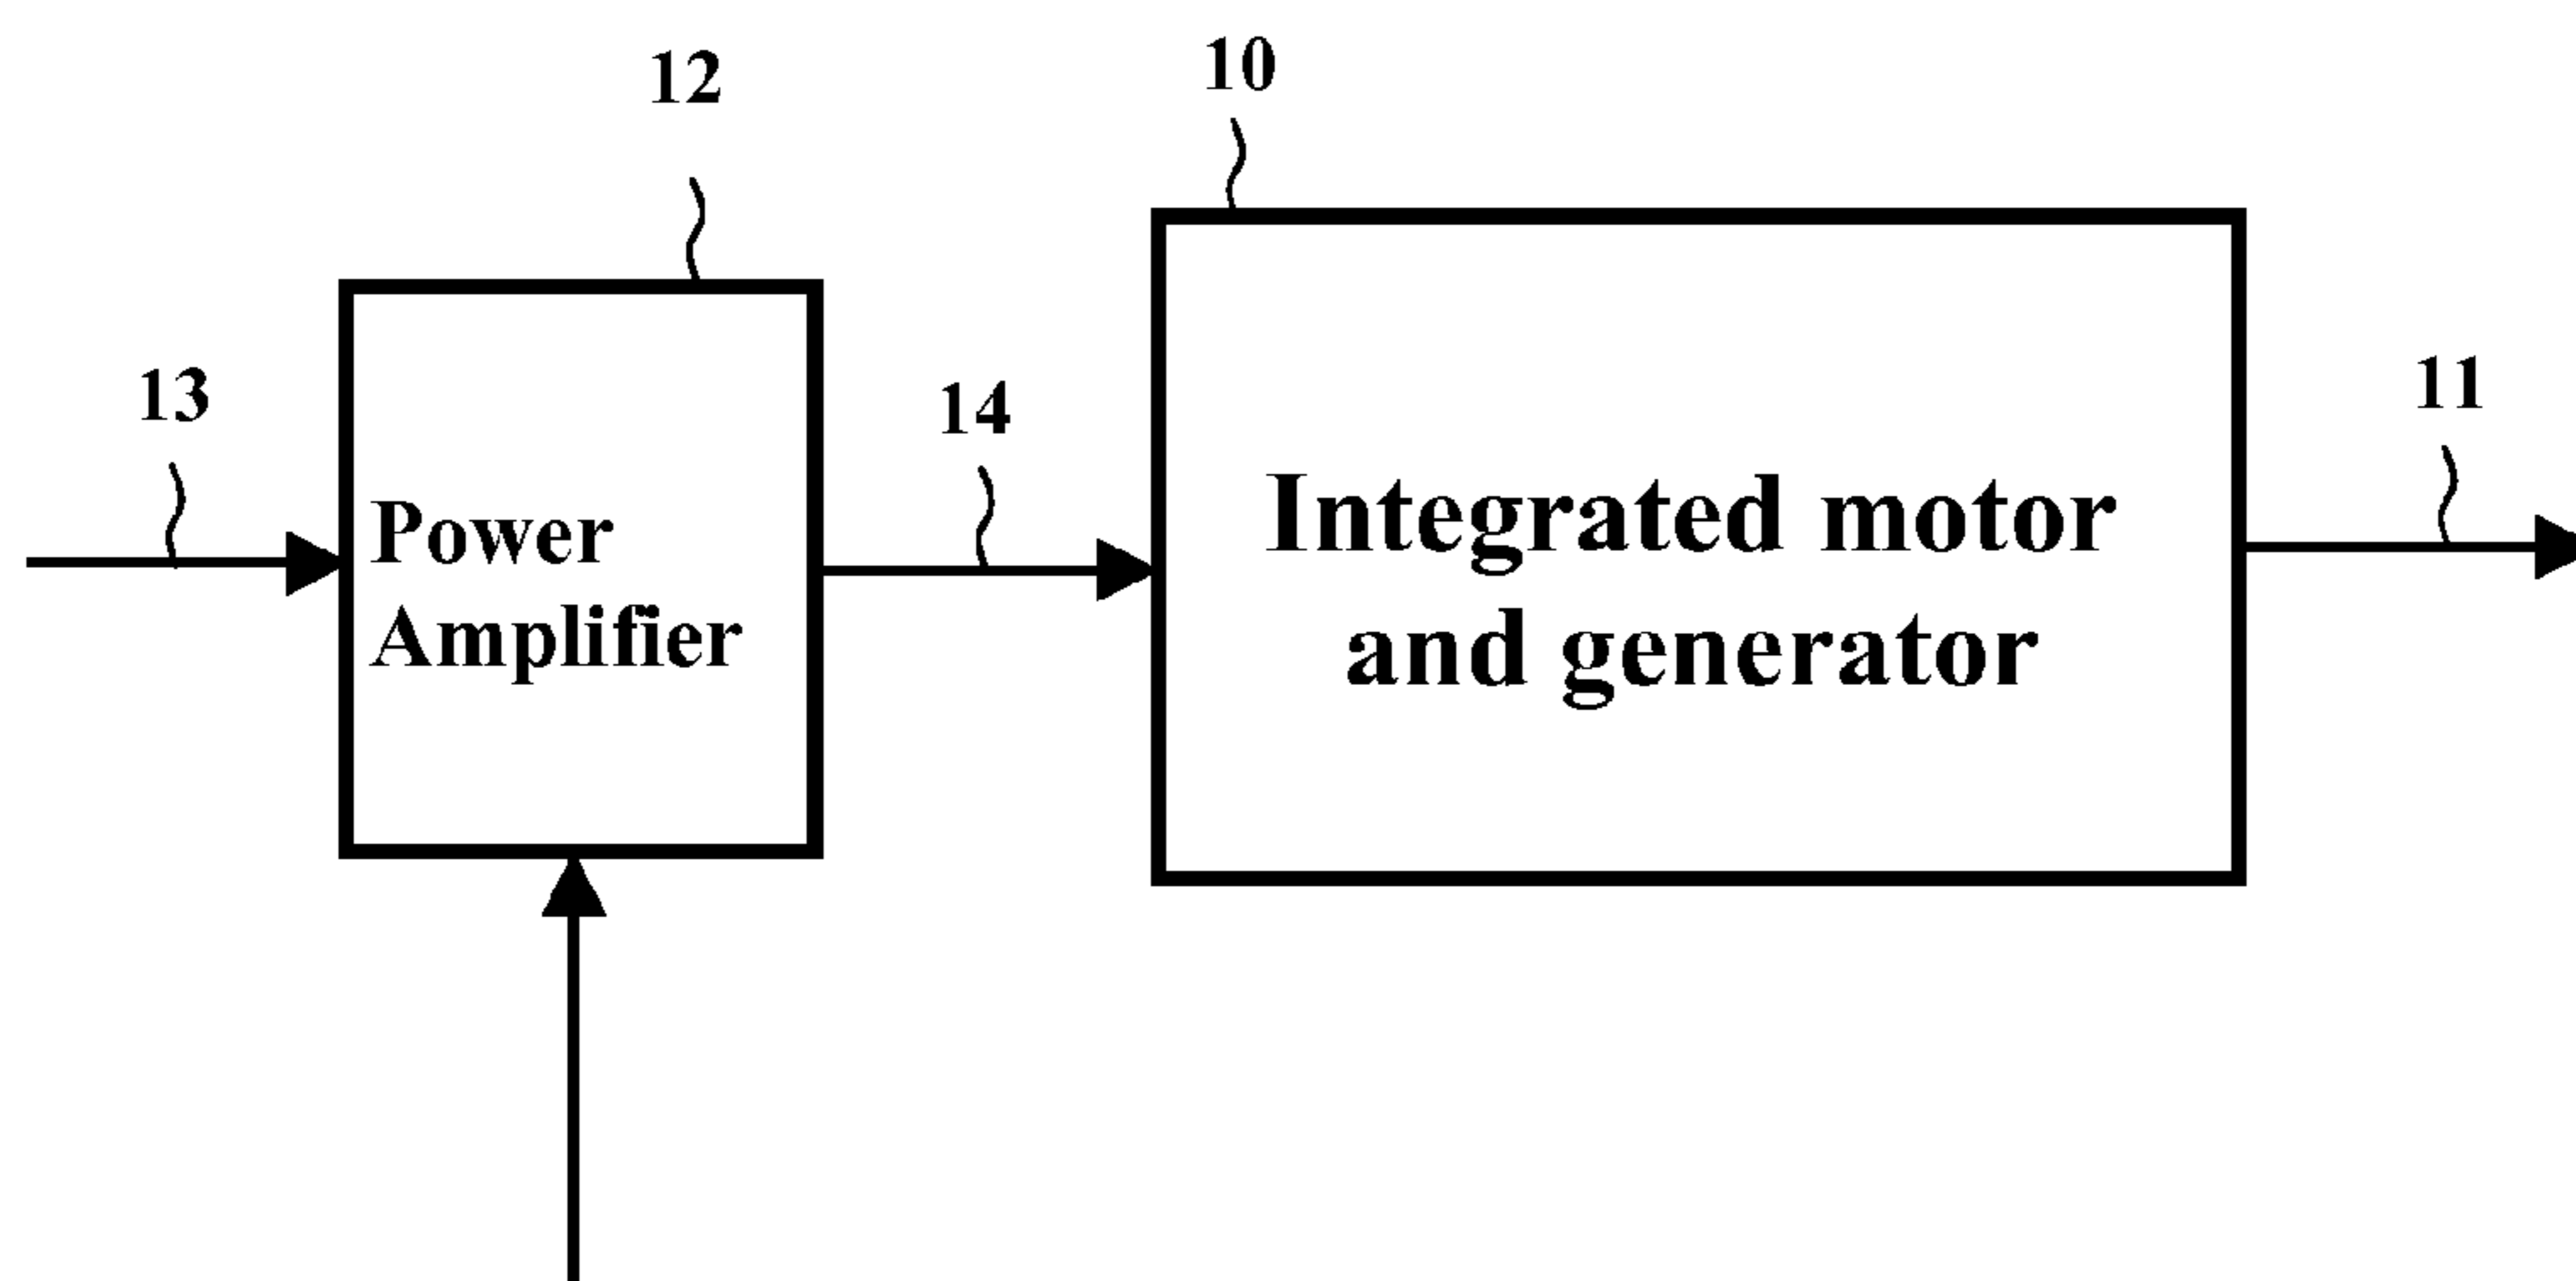 12
10
13
14
11
Power
Amplifier
Integrated motor
and generator